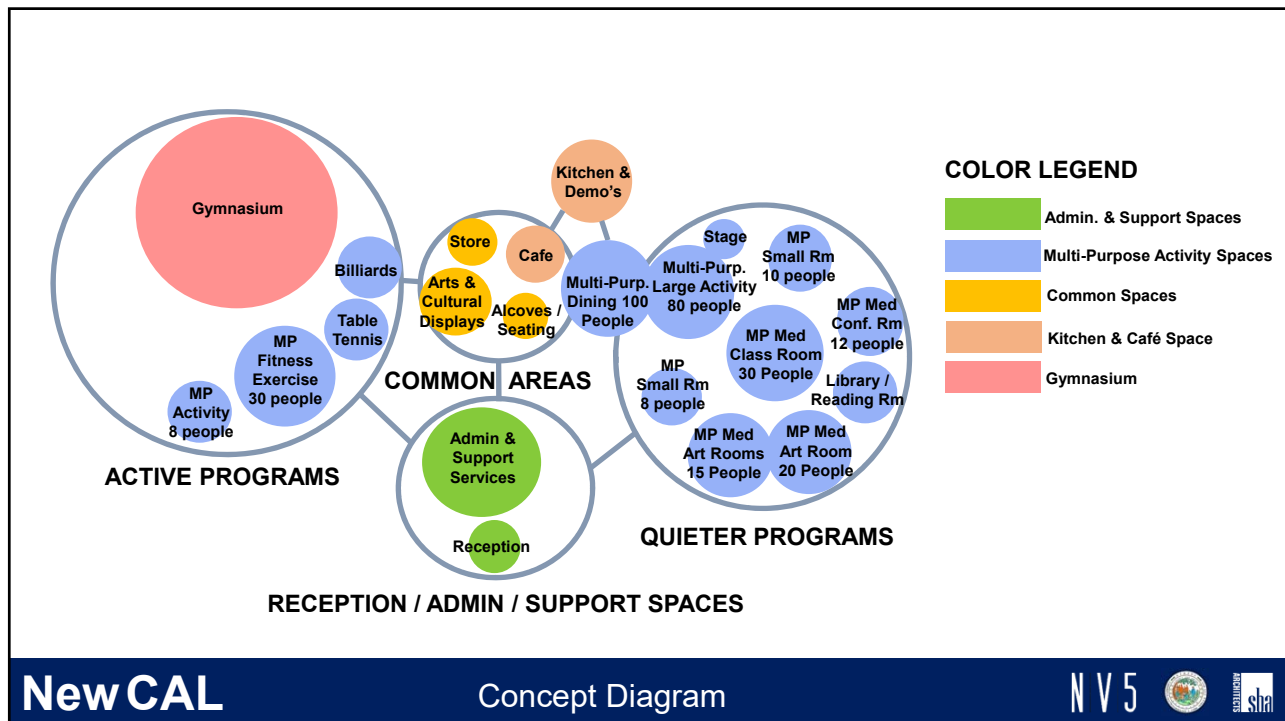 Gymnasium
Billiards
Table
Tennis
MP
Fitness
Exercise
30 people
MP
Activity
8 people
ACTIVE PROGRAMS
Store
Cafe
Arts &
Cultural
Displays
Alcoves /
Seating
COMMON AREAS
Kitchen &
Demo's
Multi-Purp.
Dining 100
People
Stage
Multi-Purp.
Large Activity
80 people
MP
Small Rm
10 people
MP Med
Conf. Rm
12 people
MP Med
Class Room
30 People
MP
Small Rm
8 people
Library /
Reading Rm
MP Med
Art Rooms
15 People
MP Med
Art Room
20 People
QUIETER PROGRAMS
Admin &
Support
Services
Reception
RECEPTION / ADMIN / SUPPORT SPACES
COLOR LEGEND
Admin. & Support Spaces
Multi-Purpose Activity Spaces
Common Spaces
Kitchen & Café Space
Gymnasium
New CAL
Concept Diagram
NV5
ARCHITECTS
sha